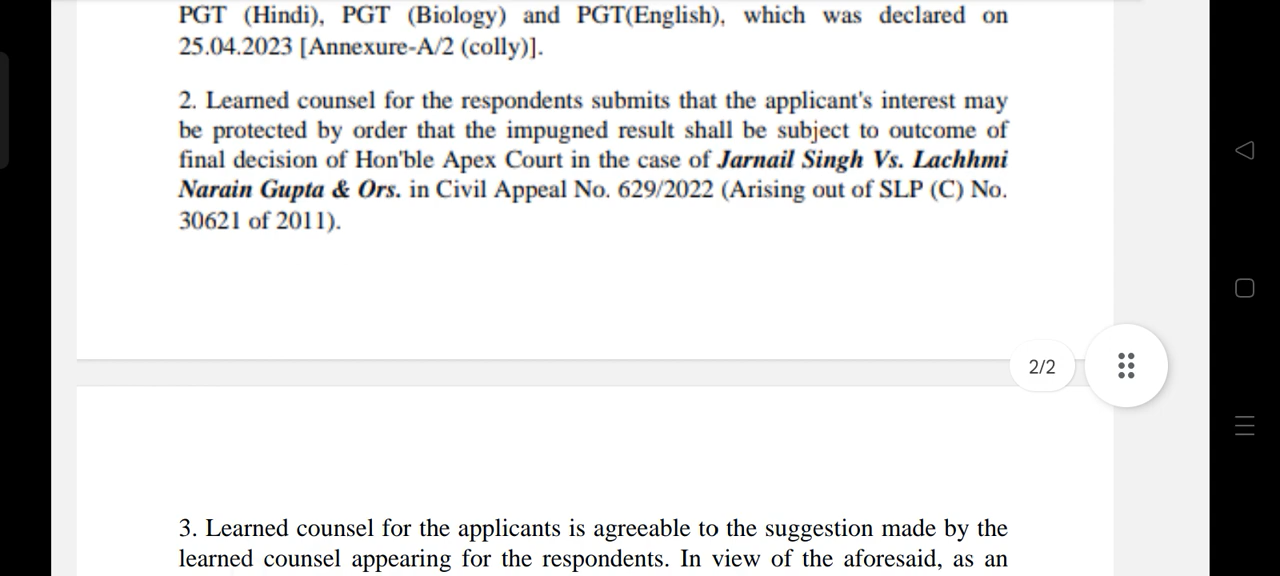 PGT (Hindi), PGT (Biology) and PGT(English), which was declared on
25.04.2023 [Annexure-A/2 (colly)].
2. Learned counsel for the respondents submits that the applicant's interest may
be protected by order that the impugned result shall be subject to outcome of
final decision of Hon'ble Apex Court in the case of Jarnail Singh Vs. Lachhmi
Narain Gupta & Ors. in Civil Appeal No. 629/2022 (Arising out of SLP (C) No.
30621 of 2011).
2/2
3. Learned counsel for the applicants is agreeable to the suggestion made by the
learned counsel appearing for the respondents. In view of the aforesaid, as an